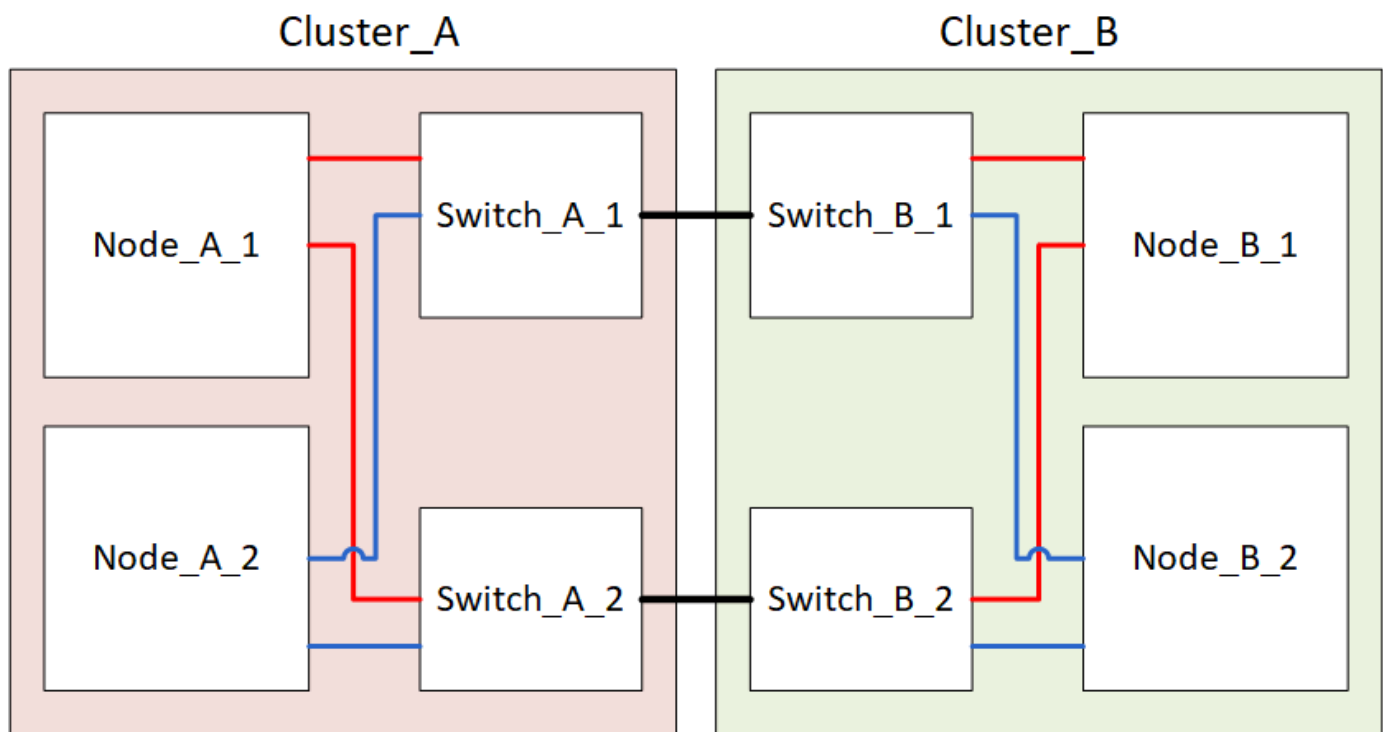 Cluster_A
Cluster_B
Node_A_1
Switch_A_1
Switch_B_1
Node_B_1
Node_A_2
Switch_A_2
Switch_B_2
Node_B_2